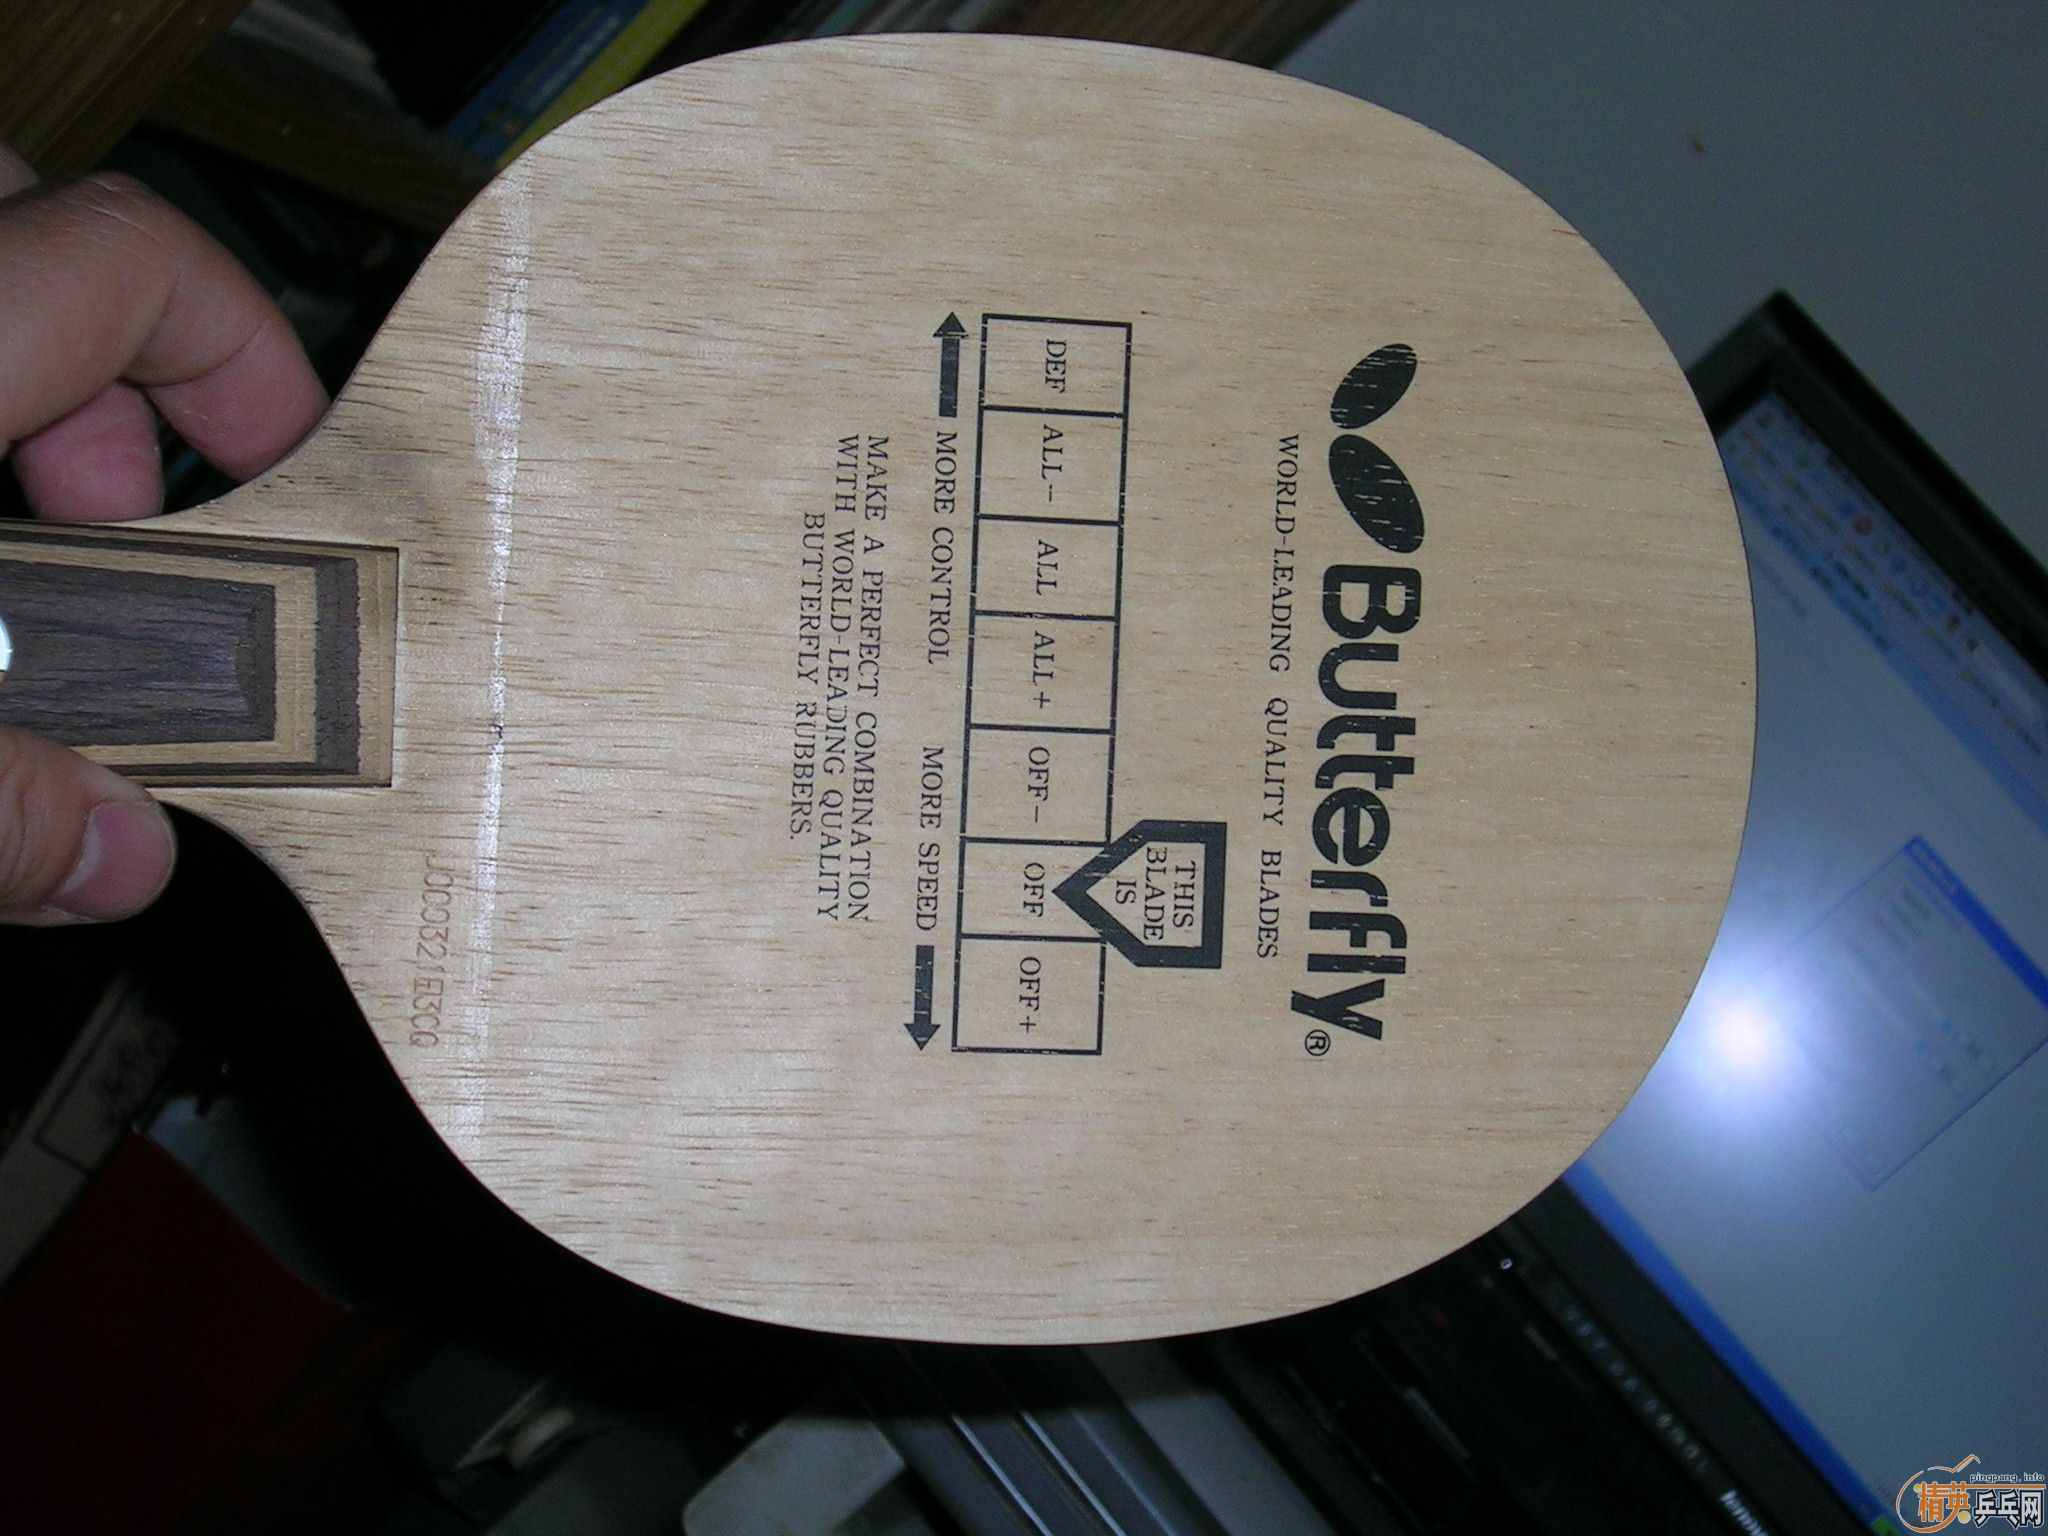 Butterfly®
WORLD-LEADING QUALITY BLADES
THIS
BLADE
IS
DEF ALL- ALL ALL+ OFF- OFF OFF+
MORE CONTROL MORE SPEED
MAKE A PERFECT COMBINATION
WITH WORLD-LEADING QUALITY
BUTTERFLY RUBBERS.
pingpang.info
精英乒乓网